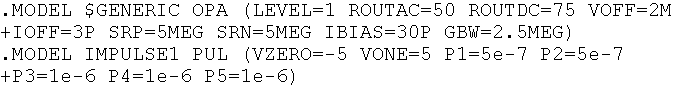 .MODEL $GENERIC OPA (LEVEL=1 ROUTAC=50 ROUTDC=75 VOFF=2M
+IOFF=3P SRP=5MEG SRN=5MEG IBIAS=30P GBW=2.5MEG)
.MODEL IMPULSE1 PUL (VZERO=-5 VONE=5 P1=5e-7 P2=5e-7
+P3=1e-6 P4=1e-6 P5=1e-6)